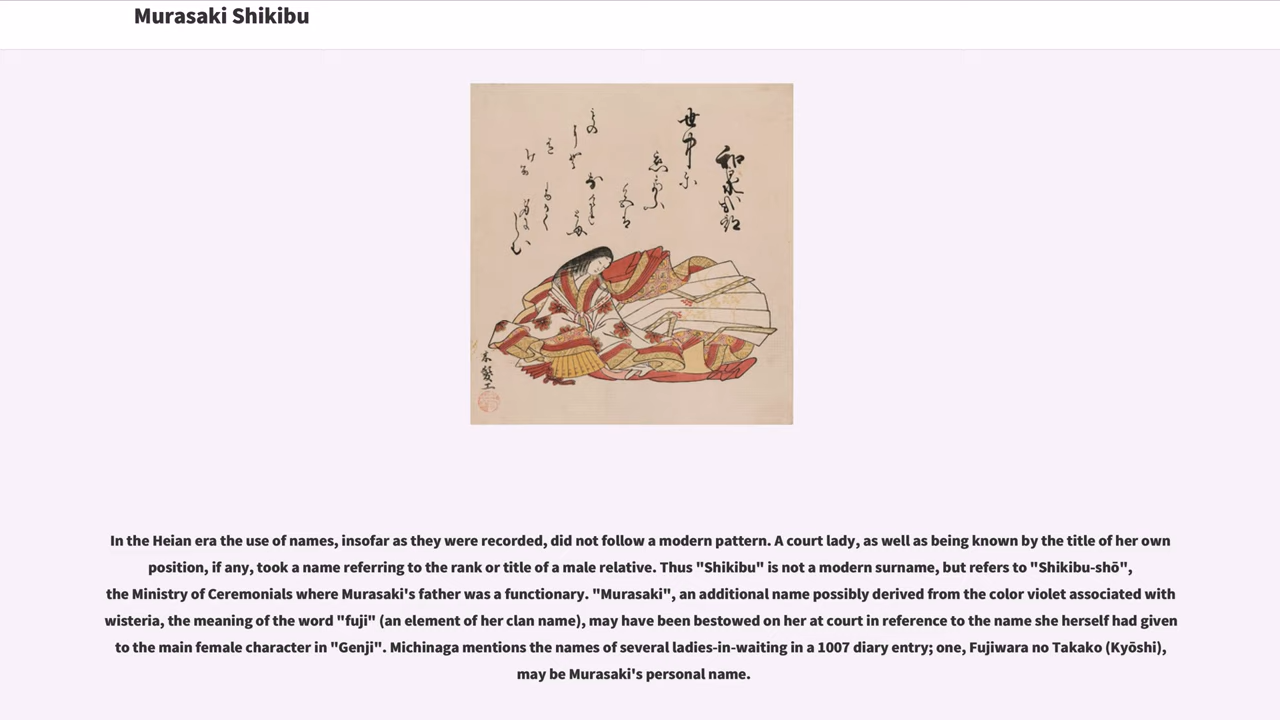 Murasaki Shikibu
和泉式部
世中に
In the Heian era the use of names, insofar as they were recorded, did not follow a modern pattern. A court lady, as well as being known by the title of her own
position, if any, took a name referring to the rank or title of a male relative. Thus "Shikibu" is not a modern surname, but refers to "Shikibu-shō",
the Ministry of Ceremonials where Murasaki's father was a functionary. "Murasaki", an additional name possibly derived from the color violet associated with
wisteria, the meaning of the word "fuji" (an element of her clan name), may have been bestowed on her at court in reference to the name she herself had given
to the main female character in "Genji". Michinaga mentions the names of several ladies-in-waiting in a 1007 diary entry; one, Fujiwara no Takako (Kyōshi),
may be Murasaki's personal name.